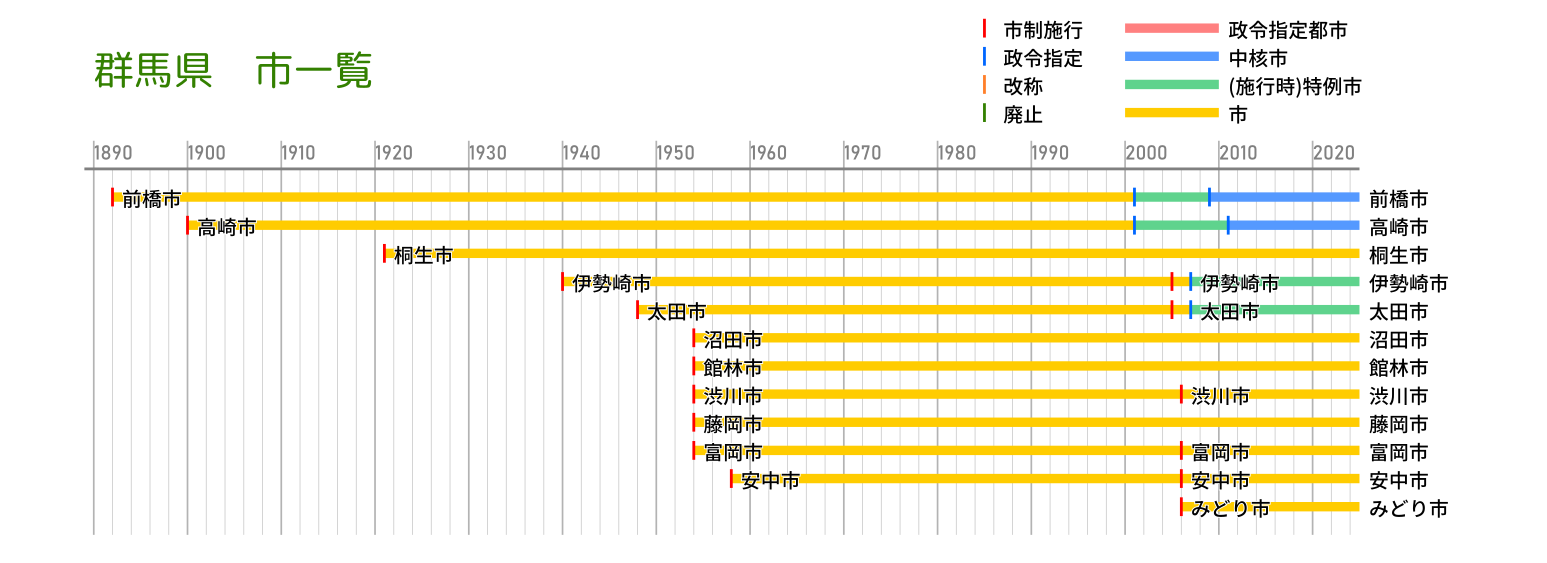 群馬県　市一覧
市制施行 政令指定都市
政令指定 中核市
改称 (施行時)特例市
廃止 市
1890 1900 1910 1920 1930 1940 1950 1960 1970 1980 1990 2000 2010 2020
前橋市 前橋市
高崎市 高崎市
桐生市 桐生市
伊勢崎市 伊勢崎市 伊勢崎市
太田市 太田市 太田市
沼田市 沼田市
館林市 館林市
渋川市 渋川市 渋川市
藤岡市 藤岡市
富岡市 富岡市 富岡市
安中市 安中市 安中市
みどり市 みどり市